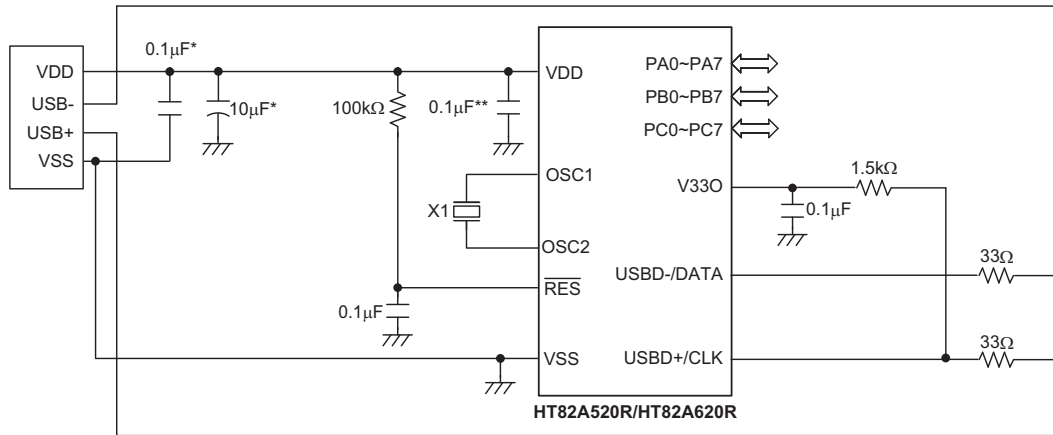 0.1μF*
VDD
USB-
USB+
VSS
10μF*
100kΩ
0.1μF**
VDD
PA0~PA7
PB0~PB7
PC0~PC7
OSC1
X1
OSC2
V33O
1.5kΩ
0.1μF
USBD-/DATA
33Ω
RES
0.1μF
VSS
USBD+/CLK
33Ω
HT82A520R/HT82A620R